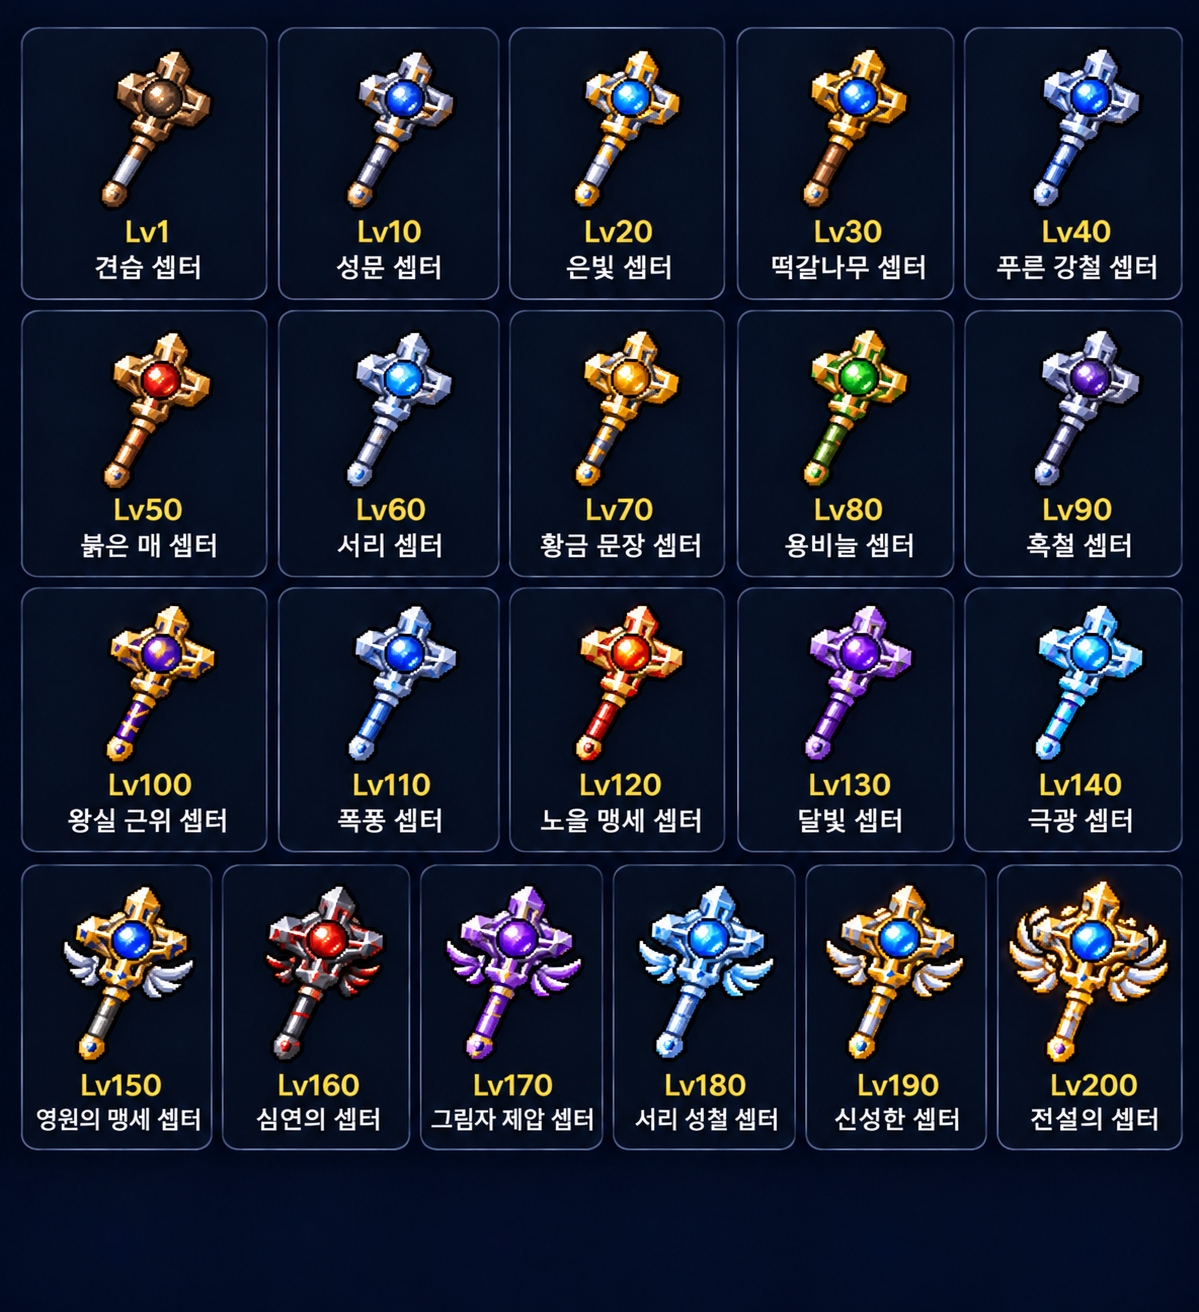 Lv1
견습 셉터
Lv10
성문 셉터
Lv20
은빛 셉터
Lv30
떡갈나무 셉터
Lv40
푸른 강철 셉터
Lv50
붉은 매 셉터
Lv60
서리 셉터
Lv70
황금 문장 셉터
Lv80
용비늘 셉터
Lv90
흑철 셉터
Lv100
왕실 근위 셉터
Lv110
폭풍 셉터
Lv120
노을 맹세 셉터
Lv130
달빛 셉터
Lv140
극광 셉터
Lv150
영원의 맹세 셉터
Lv160
심연의 셉터
Lv170
그림자 제압 셉터
Lv180
서리 성철 셉터
Lv190
신성한 셉터
Lv200
전설의 셉터